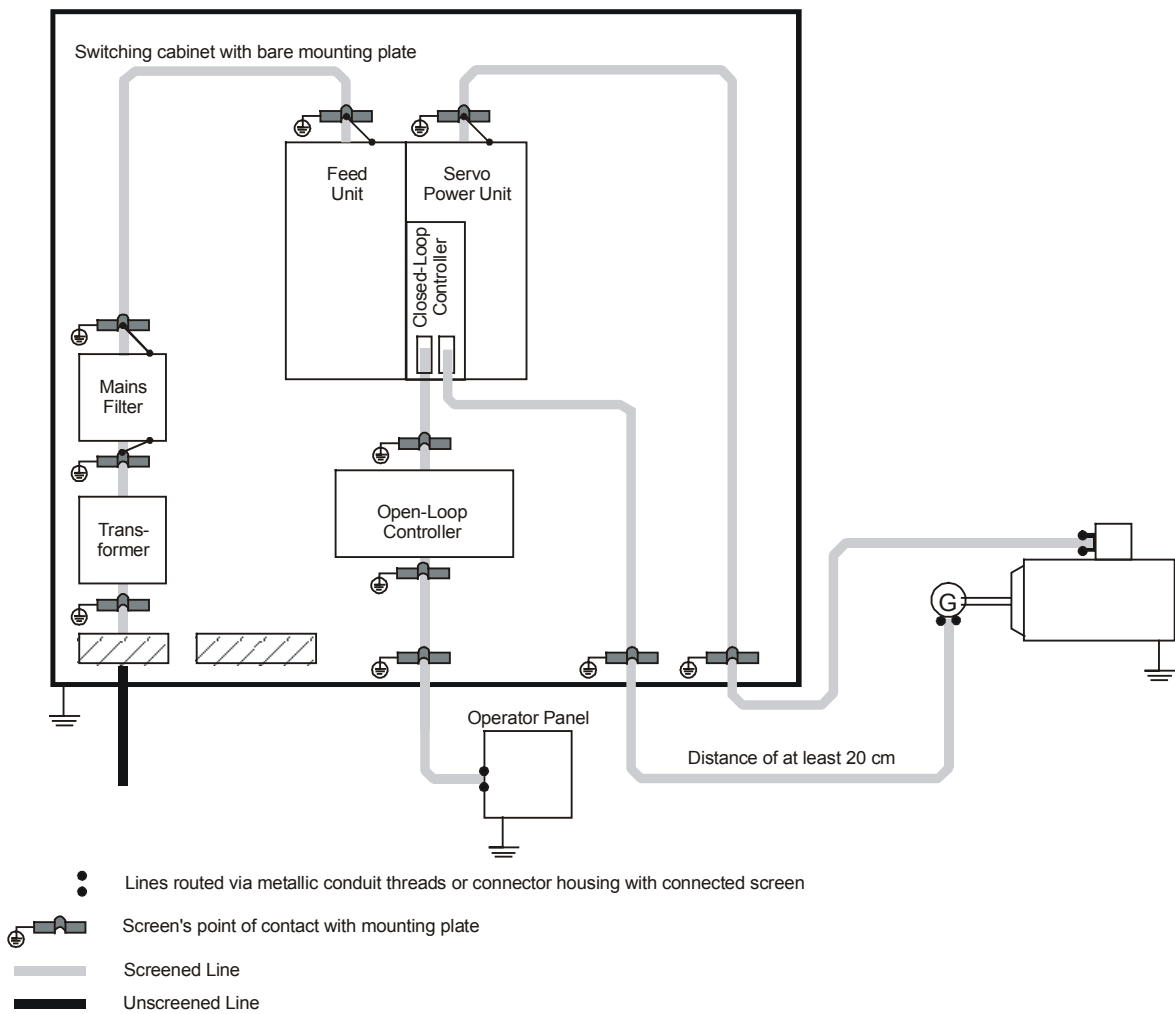 Switching cabinet with bare mounting plate
Feed
Unit
Servo
Power Unit
Closed-Loop
Controller
Mains
Filter
Trans-
former
Open-Loop
Controller
G
Operator Panel
Distance of at least 20 cm
Lines routed via metallic conduit threads or connector housing with connected screen
Screen's point of contact with mounting plate
Screened Line
Unscreened Line